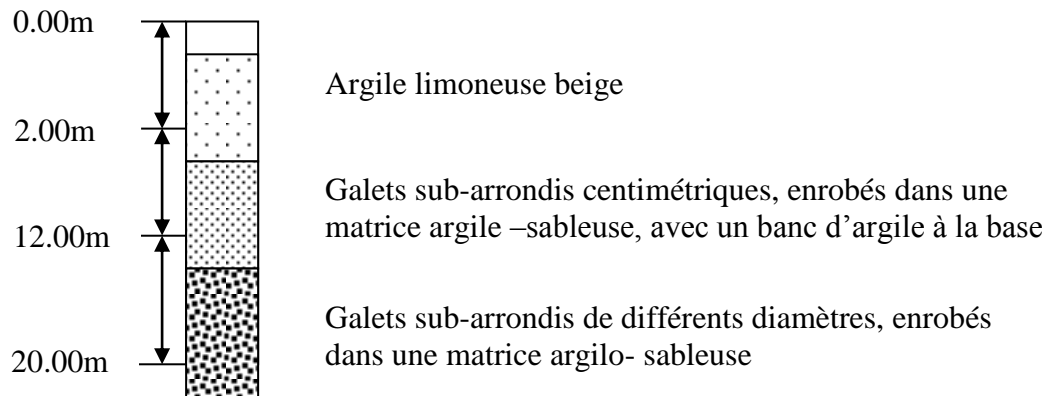 0.00m
Argile limoneuse beige
2.00m
Galets sub-arrondis centimétriques, enrobés dans une
matrice argile –sableuse, avec un banc d'argile à la base
12.00m
Galets sub-arrondis de différents diamètres, enrobés
dans une matrice argilo- sableuse
20.00m